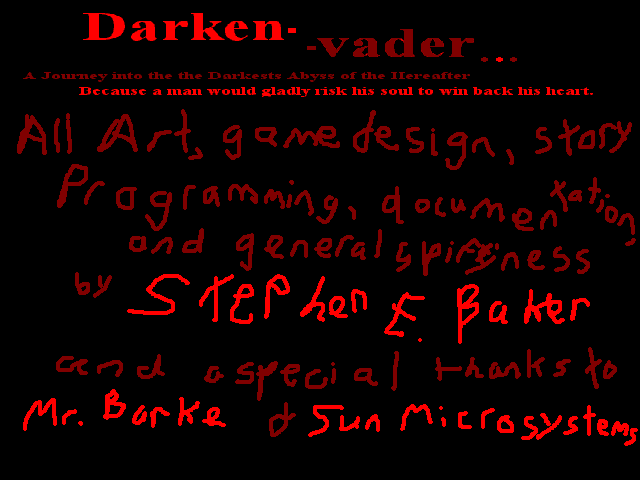 Darken-
-vader...
A Journey into the the Darkests Abyss of the Hereafter
Because a man would gladly risk his soul to win back his heart.
All Art, game design, story
Programming, documentation,
and general spiffiness
by Stephen E. Baker
and a special thanks to
Mr. Barke & Sun Microsystems